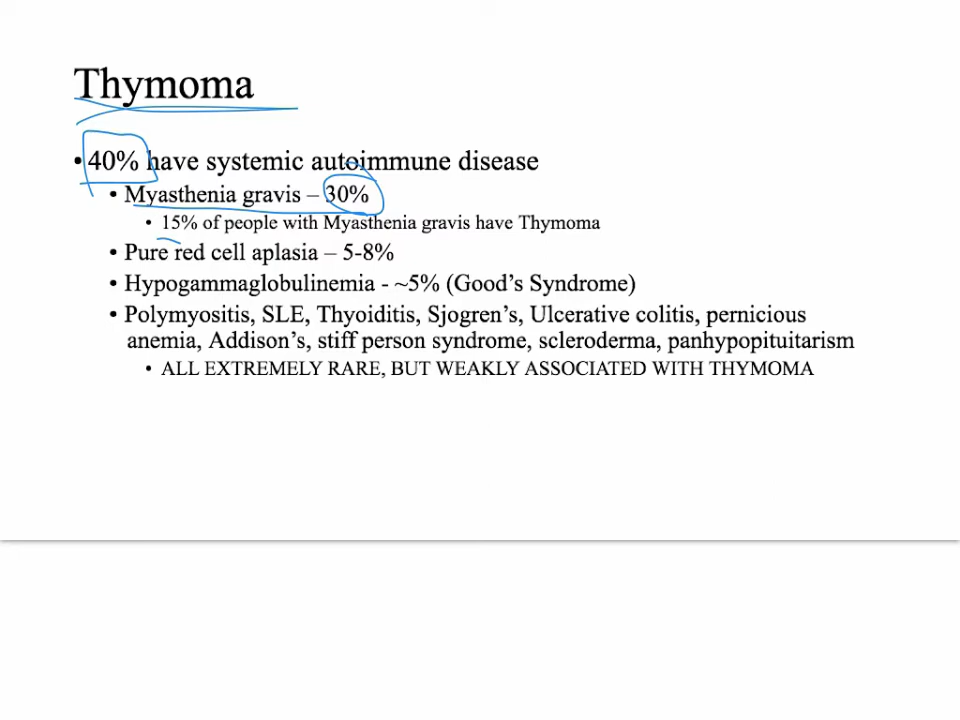 Thymoma
• 40% have systemic autoimmune disease
• Myasthenia gravis – 30%
• 15% of people with Myasthenia gravis have Thymoma
• Pure red cell aplasia – 5-8%
• Hypogammaglobulinemia - ~5% (Good’s Syndrome)
• Polymyositis, SLE, Thyoiditis, Sjogren’s, Ulcerative colitis, pernicious
anemia, Addison’s, stiff person syndrome, scleroderma, panhypopituitarism
• ALL EXTREMELY RARE, BUT WEAKLY ASSOCIATED WITH THYMOMA